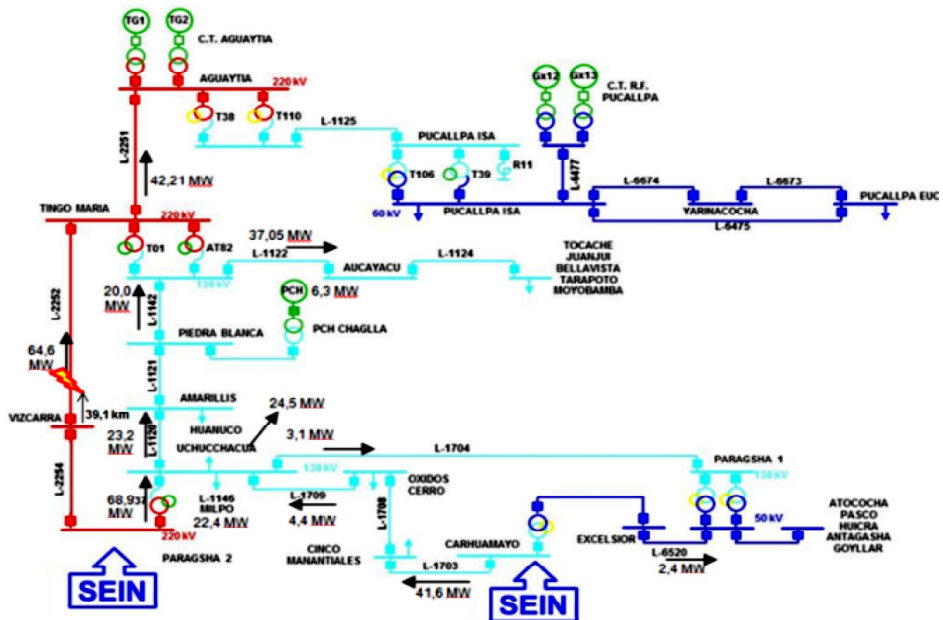 TG1
TG2
C.T. AGUAYTIA
AGUAYTIA
220 kV
T38
T110
L-1125
Gx12
Gx13
C.T. R.F.
PUCALLPA
PUCALLPA ISA
T106
T39
R11
L-4477
60 kV
PUCALLPA ISA
L-6674
L-6673
YARINACOCHA
PUCALLPA EUC
L-6475
L-2251
42,21 MW
TINGO MARIA
220 kV
T01
AT82
37,05 MW
L-1122
AUCAYACU
L-1124
TOCACHE
JUANJUI
BELLAVISTA
TARAPOTO
MOYOBAMBA
138 kV
20,0
MW
L-1142
PCH
6,3 MW
PCH CHAGLLA
PIEDRA BLANCA
L-2252
64,6
MW
L-1121
39,1 km
VIZCARRA
AMARILLIS
HUANUCO
23,2
MW
L-1120
UCHUCCHACUA
24,5 MW
3,1 MW
L-1704
PARAGSHA 1
138 kV
138 kV
L-2254
68,937
MW
L-1146
MILPO
22,4 MW
L-1709
4,4 MW
OXIDOS
CERRO
L-1708
220 kV
PARAGSHA 2
SEIN
CINCO
MANANTIALES
L-1703
41,6 MW
CARHUAMAYO
SEIN
EXCELSIOR
L-6520
2,4 MW
50 kV
ATOCOCHA
PASCO
HUICRA
ANTAGASHA
GOYLLAR